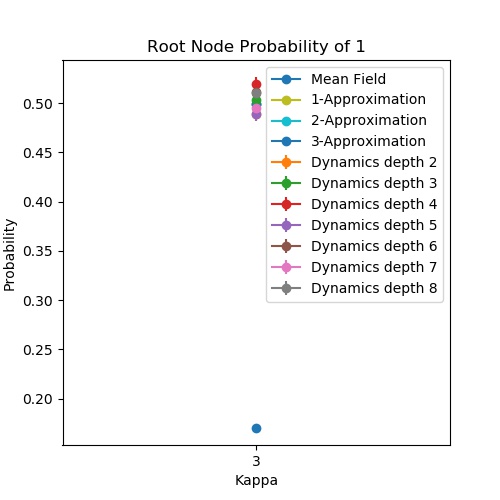 Root Node Probability of 1
Probability
0.50
0.45
0.40
0.35
0.30
0.25
0.20
Mean Field
1-Approximation
2-Approximation
3-Approximation
Dynamics depth 2
Dynamics depth 3
Dynamics depth 4
Dynamics depth 5
Dynamics depth 6
Dynamics depth 7
Dynamics depth 8
3
Kappa